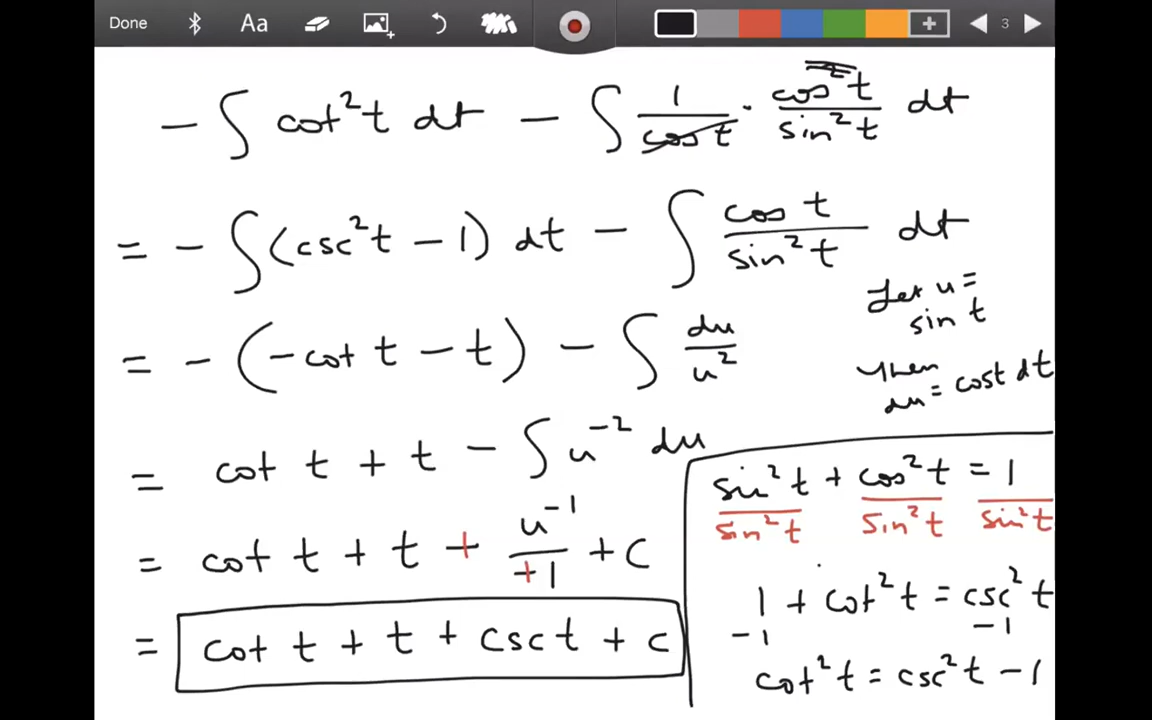 Done Aa 3
- ∫ cot²t dt - ∫ 1/cos t · cos²t/sin²t dt
= - ∫(csc²t - 1) dt - ∫ cos t/sin²t dt
Let u =
sin t
= - (-cot t - t) - ∫ du/u²
Then
du = cost dt
= cot t + t - ∫ u⁻² du
= cot t + t + u⁻¹/+1 + C
= cot t + t + csc t + c
sin²t + cos²t = 1
sin²t sin²t sin²t
1 + cot²t = csc²t
-1 -1
cot²t = csc²t - 1